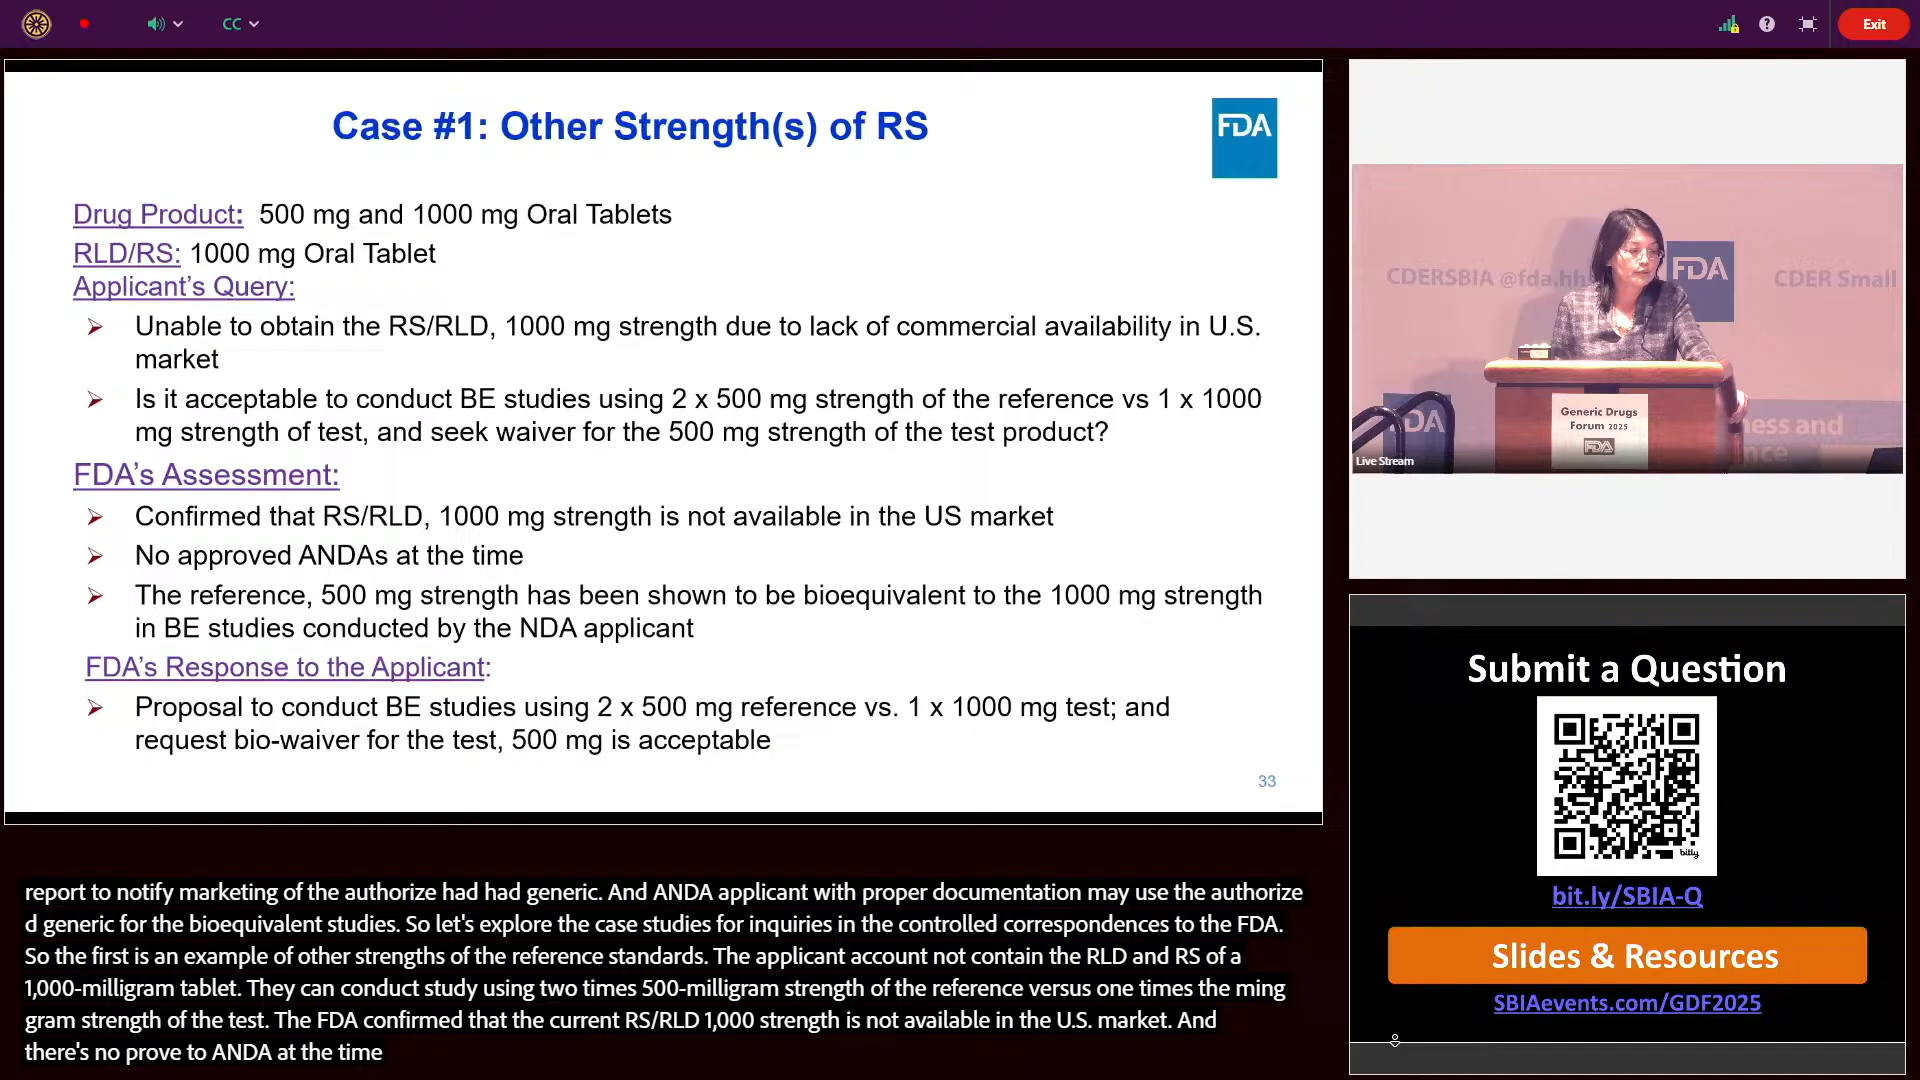 CC
Exit
Case #1: Other Strength(s) of RS
FDA
Drug Product: 500 mg and 1000 mg Oral Tablets
RLD/RS: 1000 mg Oral Tablet
Applicant's Query:
➢ Unable to obtain the RS/RLD, 1000 mg strength due to lack of commercial availability in U.S.
market
➢ Is it acceptable to conduct BE studies using 2 x 500 mg strength of the reference vs 1 x 1000
mg strength of test, and seek waiver for the 500 mg strength of the test product?
FDA's Assessment:
➢ Confirmed that RS/RLD, 1000 mg strength is not available in the US market
➢ No approved ANDAs at the time
➢ The reference, 500 mg strength has been shown to be bioequivalent to the 1000 mg strength
in BE studies conducted by the NDA applicant
FDA's Response to the Applicant:
➢ Proposal to conduct BE studies using 2 x 500 mg reference vs. 1 x 1000 mg test; and
request bio-waiver for the test, 500 mg is acceptable
33
report to notify marketing of the authorize had had generic. And ANDA applicant with proper documentation may use the authorize
d generic for the bioequivalent studies. So let's explore the case studies for inquiries in the controlled correspondences to the FDA.
So the first is an example of other strengths of the reference standards. The applicant account not contain the RLD and RS of a
1,000-milligram tablet. They can conduct study using two times 500-milligram strength of the reference versus one times the ming
gram strength of the test. The FDA confirmed that the current RS/RLD 1,000 strength is not available in the U.S. market. And
there's no prove to ANDA at the time
CDERSBIA @fda.hh
FDA
CDER Small
DA
Generic Drugs
Forum 2025
FDA
ness and
nce
Live Stream
Submit a Question
bitly
bit.ly/SBIA-Q
Slides & Resources
SBIAevents.com/GDF2025